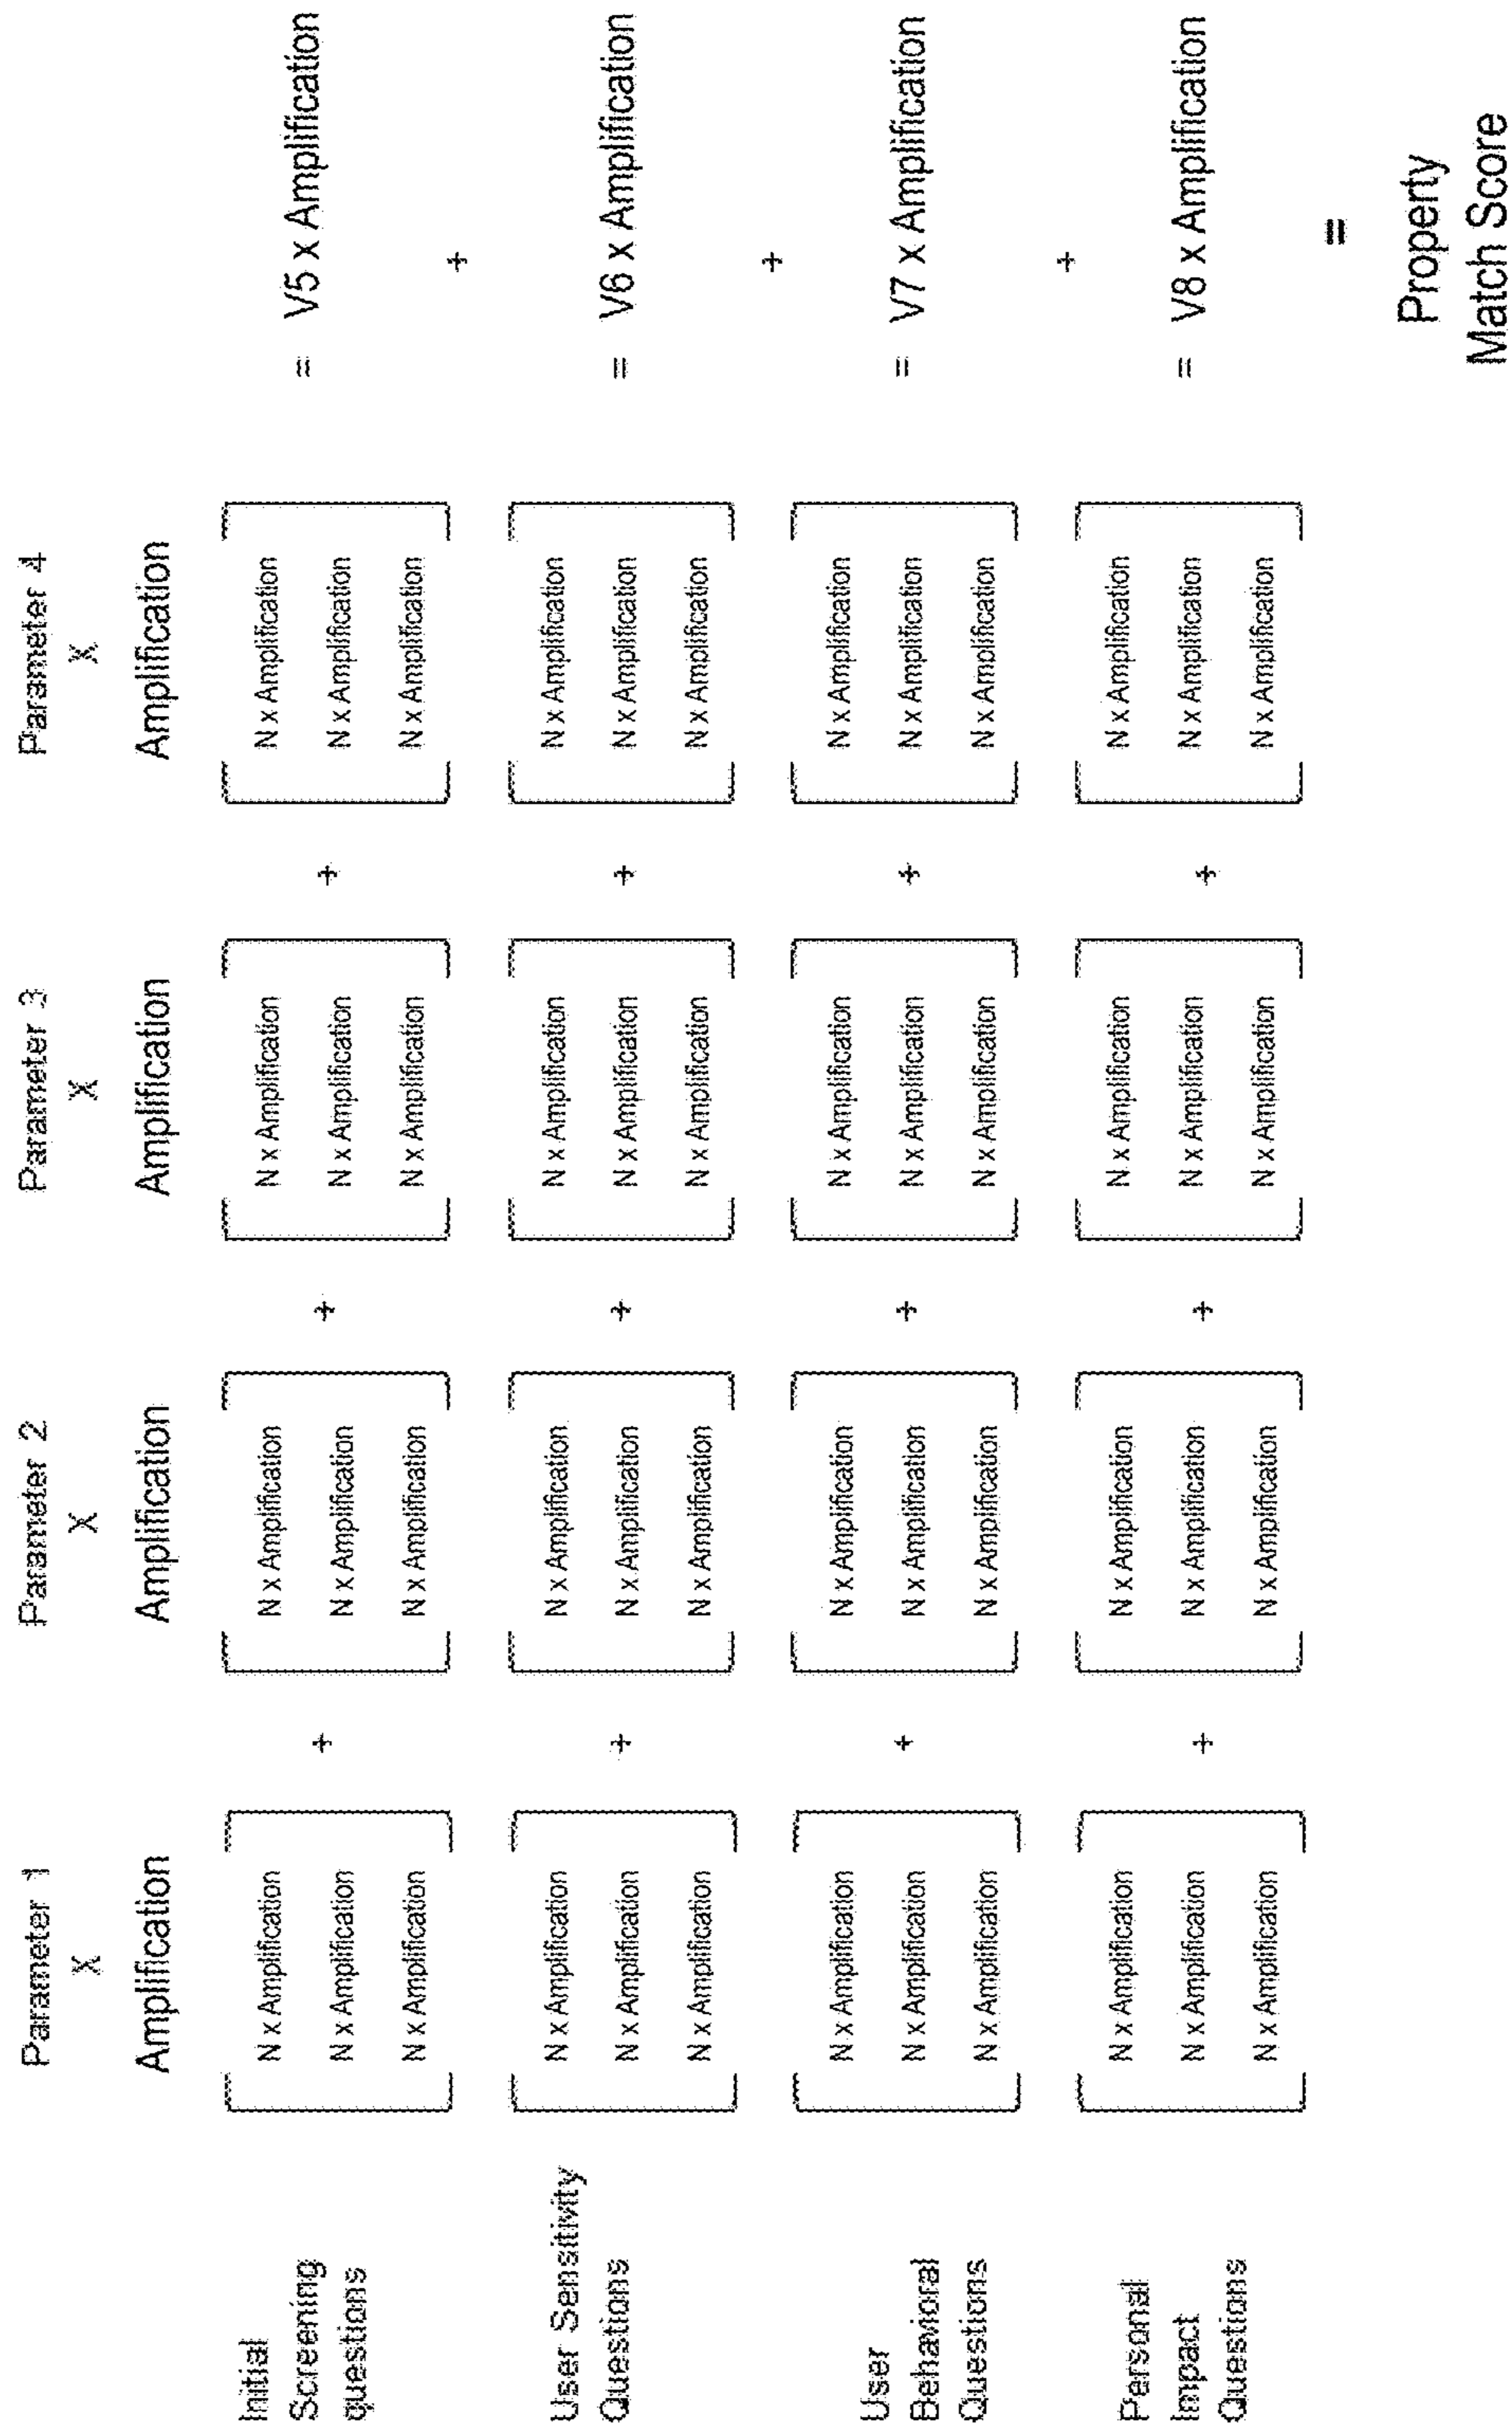 Parameter 1
X
Amplification
Parameter 2
X
Amplification
Parameter 3
X
Amplification
Parameter 4
X
Amplification
Initial
Screening
questions
N x Amplification
N x Amplification
N x Amplification
+
N x Amplification
N x Amplification
N x Amplification
+
N x Amplification
N x Amplification
N x Amplification
+
N x Amplification
N x Amplification
N x Amplification
= V5 x Amplification
+
User Sensitivity
Questions
N x Amplification
N x Amplification
N x Amplification
+
N x Amplification
N x Amplification
N x Amplification
+
N x Amplification
N x Amplification
N x Amplification
+
N x Amplification
N x Amplification
N x Amplification
= V6 x Amplification
+
User
Behavioral
Questions
N x Amplification
N x Amplification
N x Amplification
+
N x Amplification
N x Amplification
N x Amplification
+
N x Amplification
N x Amplification
N x Amplification
+
N x Amplification
N x Amplification
N x Amplification
= V7 x Amplification
+
Personal
Impact
Questions
N x Amplification
N x Amplification
N x Amplification
+
N x Amplification
N x Amplification
N x Amplification
+
N x Amplification
N x Amplification
N x Amplification
+
N x Amplification
N x Amplification
N x Amplification
= V8 x Amplification
=
Property
Match Score